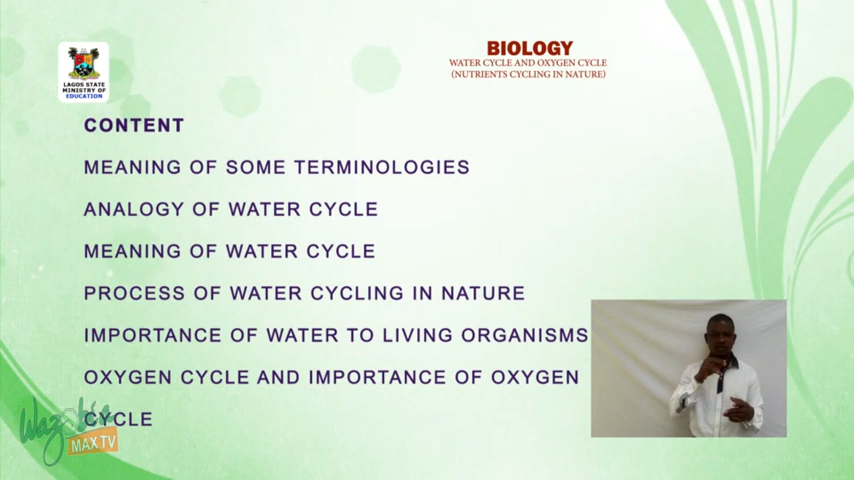 LAGOS STATE
MINISTRY OF
EDUCATION
BIOLOGY
WATER CYCLE AND OXYGEN CYCLE
(NUTRIENTS CYCLING IN NATURE)
CONTENT
MEANING OF SOME TERMINOLOGIES
ANALOGY OF WATER CYCLE
MEANING OF WATER CYCLE
PROCESS OF WATER CYCLING IN NATURE
IMPORTANCE OF WATER TO LIVING ORGANISMS
OXYGEN CYCLE AND IMPORTANCE OF OXYGEN
CYCLE
Wazobia
MAX TV